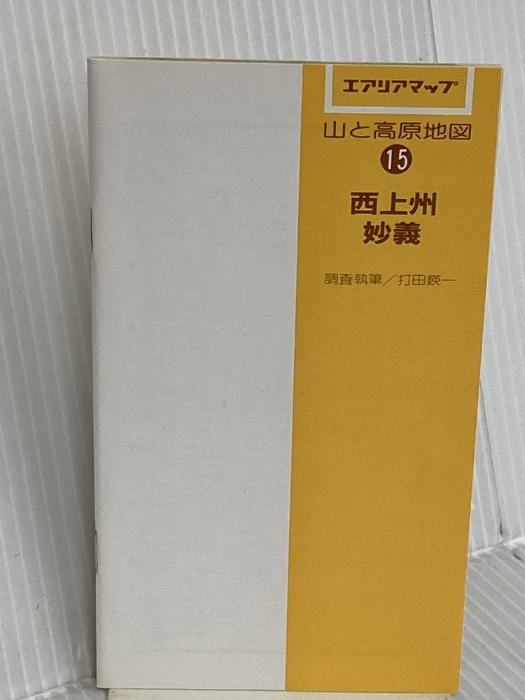 エアリアマップ
山と高原地図
15
西上州
妙義
調査執筆／打田鍈一